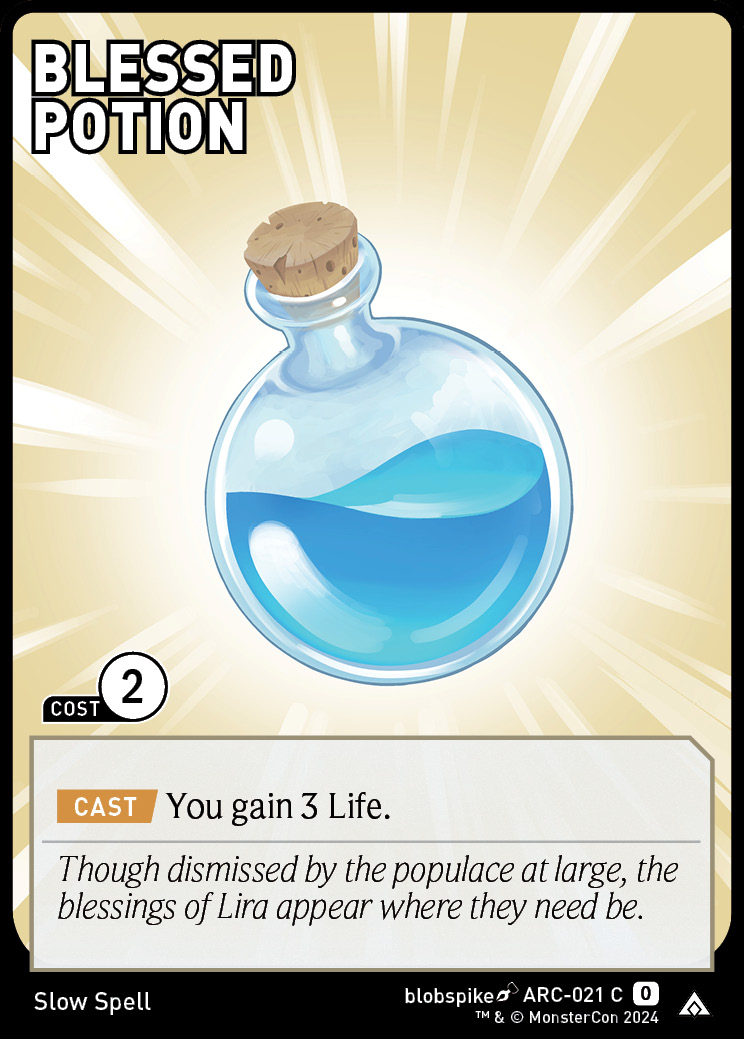 BLESSED
POTION
COST 2
CAST You gain 3 Life.
Though dismissed by the populace at large, the
blessings of Lira appear where they need be.
Slow Spell
blobspike ARC-021 C 0
™ & © MonsterCon 2024